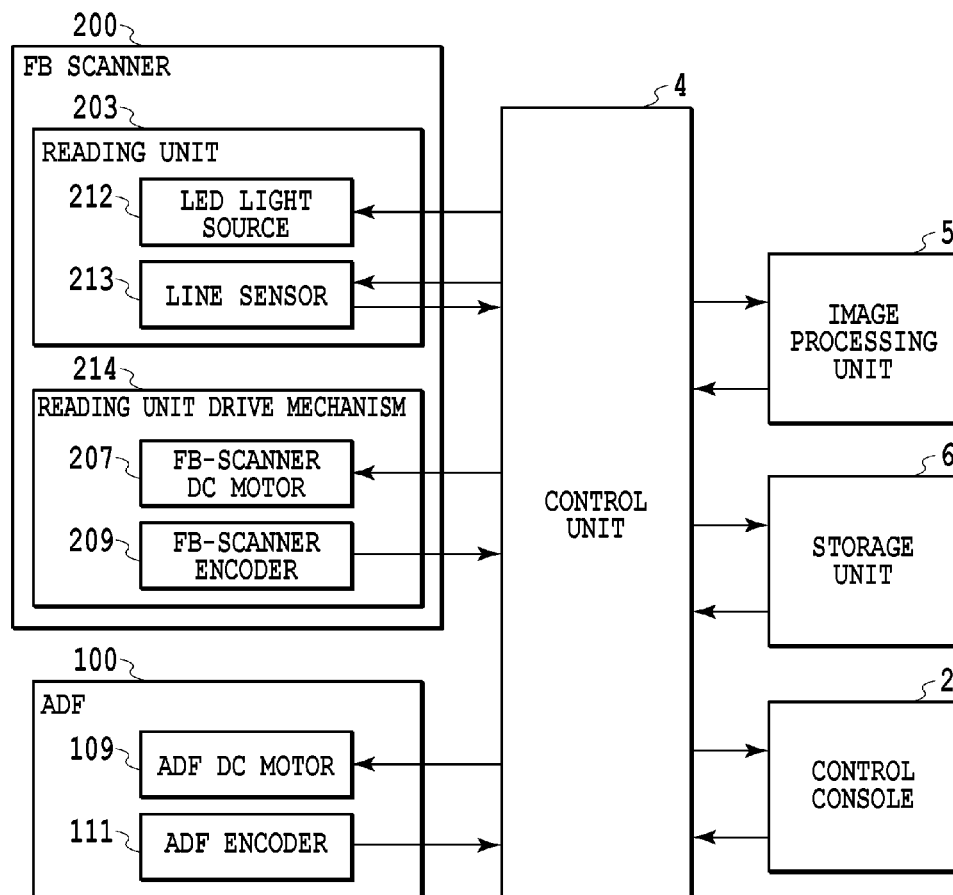 200
FB SCANNER
203
READING UNIT
212
LED LIGHT
SOURCE
213
LINE SENSOR
214
READING UNIT DRIVE MECHANISM
207
FB-SCANNER
DC MOTOR
209
FB-SCANNER
ENCODER
100
ADF
109
ADF DC MOTOR
111
ADF ENCODER
4
CONTROL
UNIT
5
IMAGE
PROCESSING
UNIT
6
STORAGE
UNIT
2
CONTROL
CONSOLE